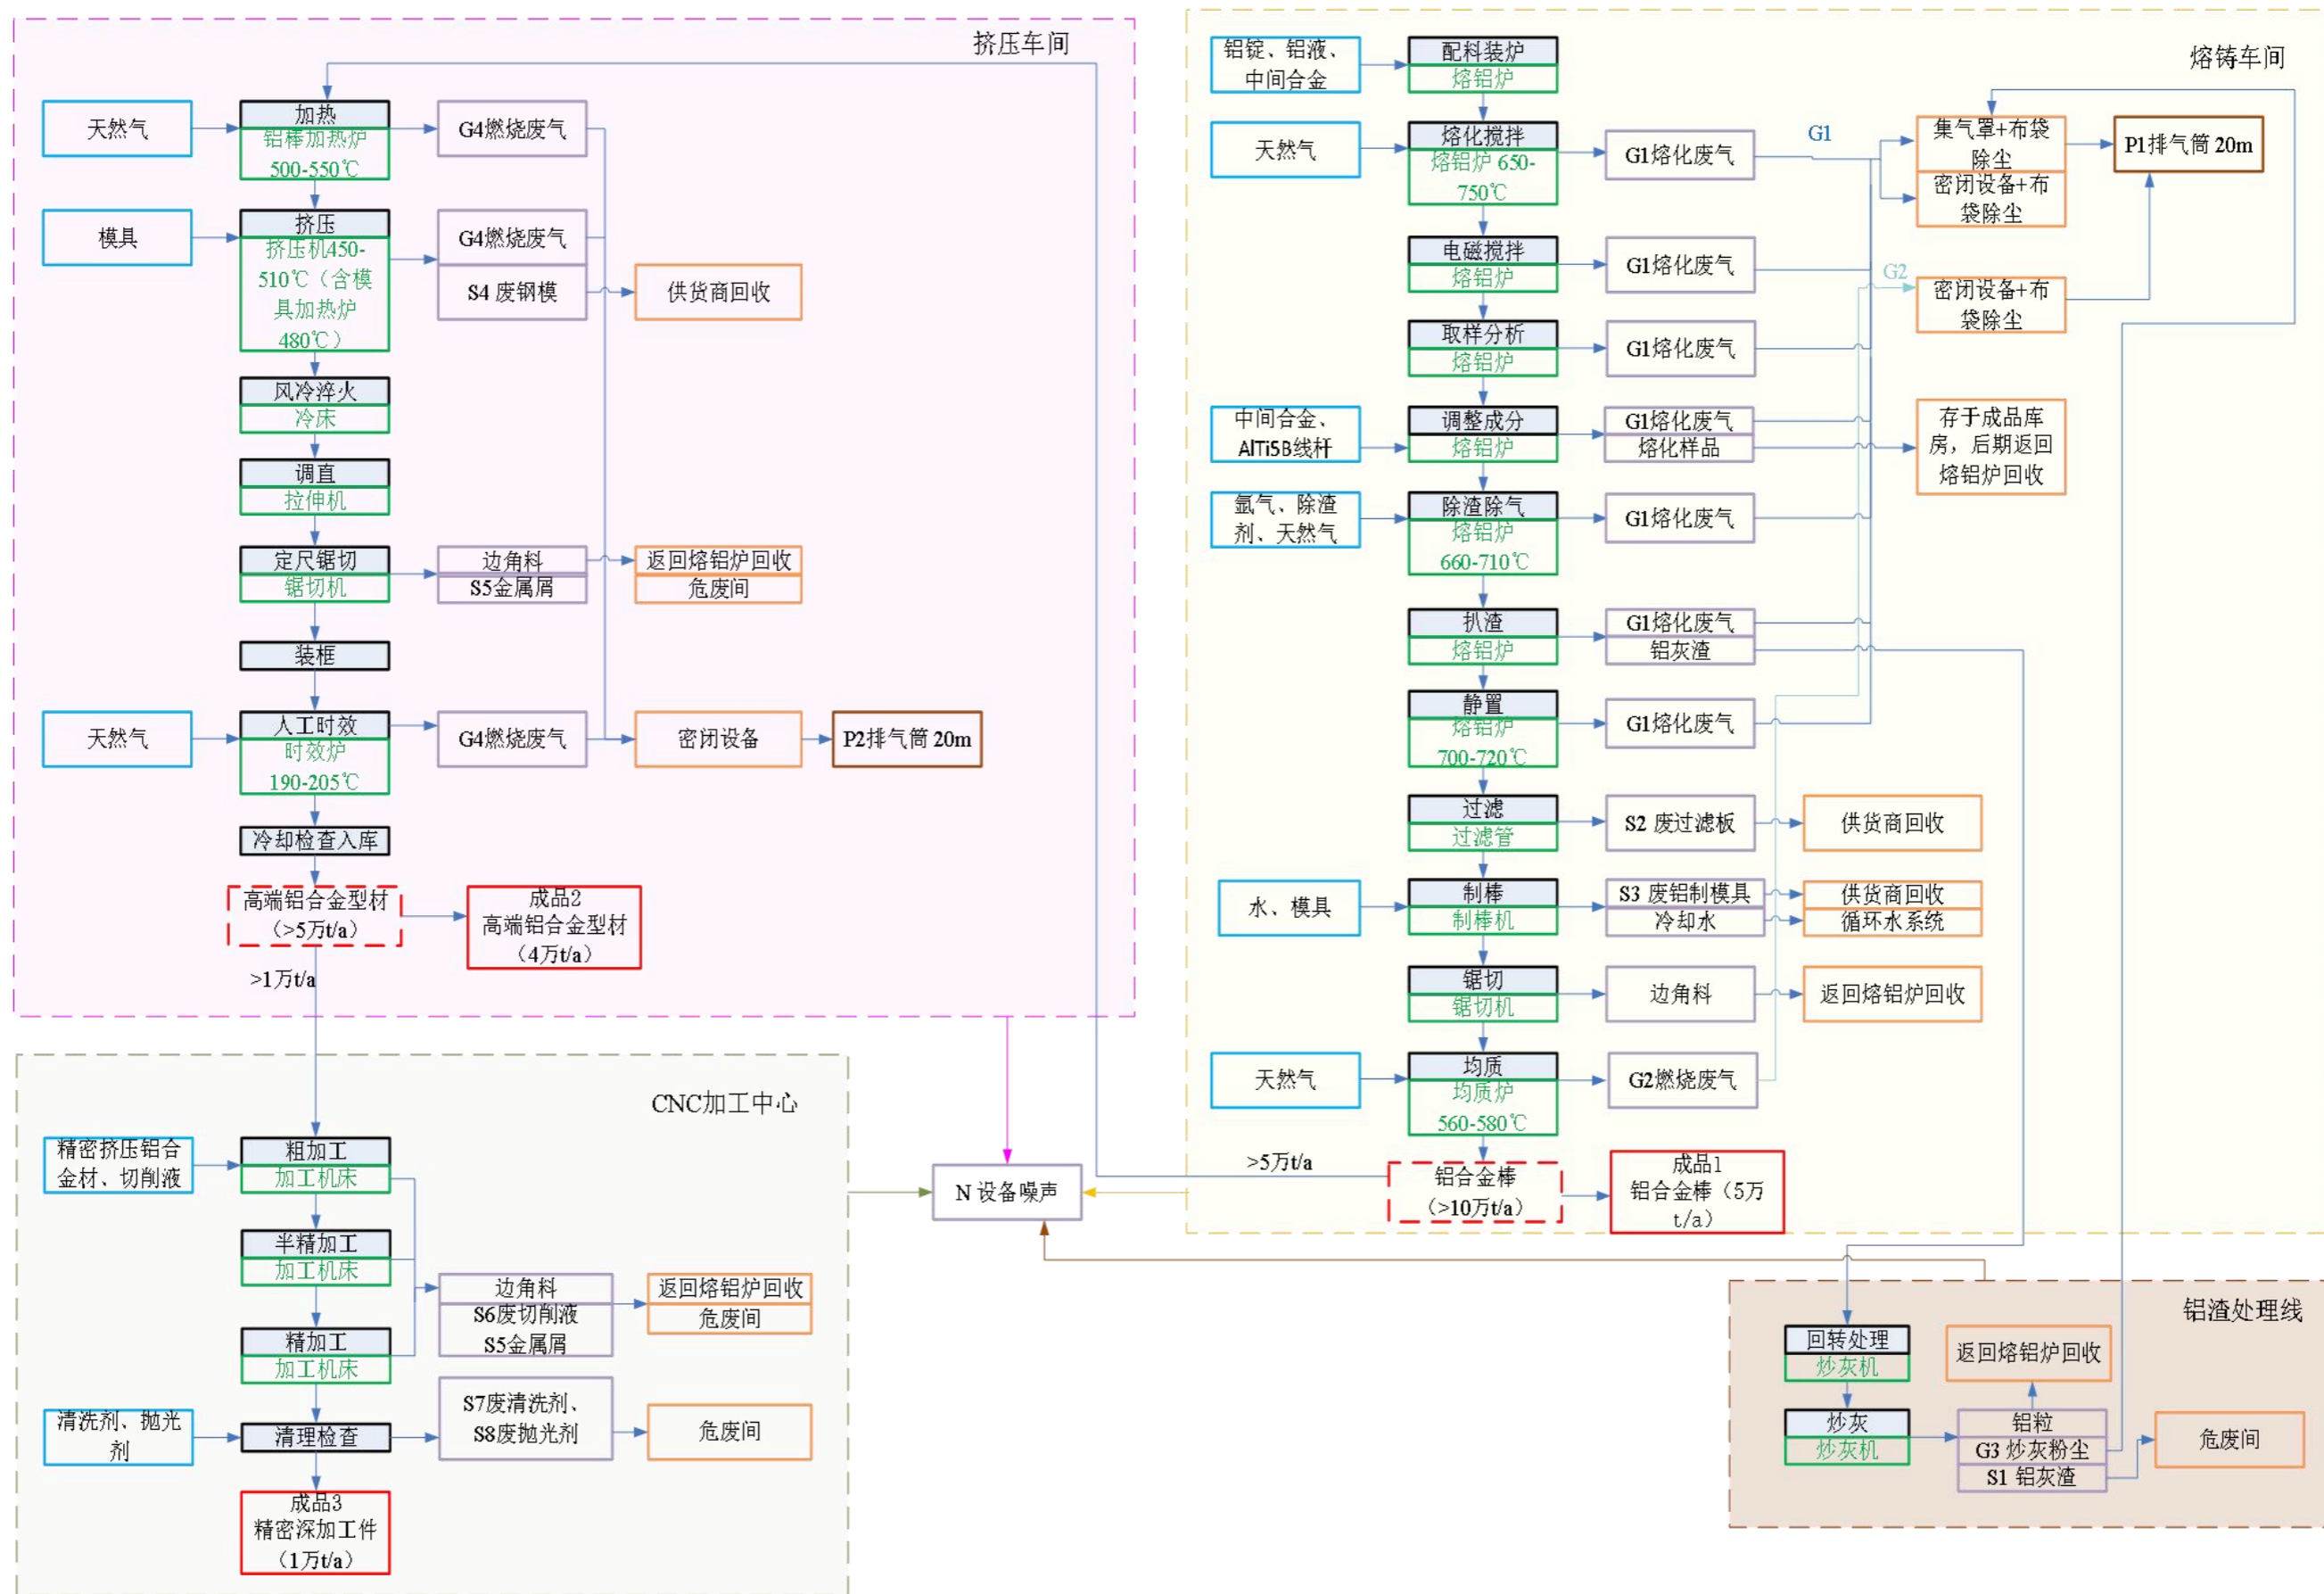 挤压车间
天然气
加热
铝棒加热炉
500-550℃
G4燃烧废气
模具
挤压
挤压机450-
510℃（含模
具加热炉
480℃）
G4燃烧废气
S4 废钢模
供货商回收
风冷淬火
冷床
调直
拉伸机
定尺锯切
锯切机
边角料
S5金属屑
返回熔铝炉回收
危废间
装框
天然气
人工时效
时效炉
190-205℃
G4燃烧废气
密闭设备
P2排气筒 20m
冷却检查入库
高端铝合金型材
（>5万t/a）
成品2
高端铝合金型材
（4万t/a）
>1万t/a
CNC加工中心
精密挤压铝合
金材、切削液
粗加工
加工机床
半精加工
加工机床
精加工
加工机床
边角料
S6废切削液
S5金属屑
返回熔铝炉回收
危废间
清洗剂、抛光
剂
清理检查
S7废清洗剂、
S8废抛光剂
危废间
成品3
精密深加工件
（1万t/a）
N 设备噪声
熔铸车间
铝锭、铝液、
中间合金
配料装炉
熔铝炉
天然气
熔化搅拌
熔铝炉 650-
750℃
G1熔化废气
G1
集气罩+布袋
除尘
密闭设备+布
袋除尘
P1排气筒 20m
电磁搅拌
熔铝炉
G1熔化废气
G2
密闭设备+布
袋除尘
取样分析
熔铝炉
G1熔化废气
中间合金、
AlTi5B线杆
调整成分
熔铝炉
G1熔化废气
熔化样品
存于成品库
房，后期返回
熔铝炉回收
氩气、除渣
剂、天然气
除渣除气
熔铝炉
660-710℃
G1熔化废气
扒渣
熔铝炉
G1熔化废气
铝灰渣
静置
熔铝炉
700-720℃
G1熔化废气
过滤
过滤管
S2 废过滤板
供货商回收
水、模具
制棒
制棒机
S3 废铝制模具
冷却水
供货商回收
循环水系统
锯切
锯切机
边角料
返回熔铝炉回收
天然气
均质
均质炉
560-580℃
G2燃烧废气
>5万t/a
铝合金棒
（>10万t/a）
成品1
铝合金棒（5万
t/a）
铝渣处理线
回转处理
炒灰机
返回熔铝炉回收
炒灰
炒灰机
铝粒
G3 炒灰粉尘
S1 铝灰渣
危废间